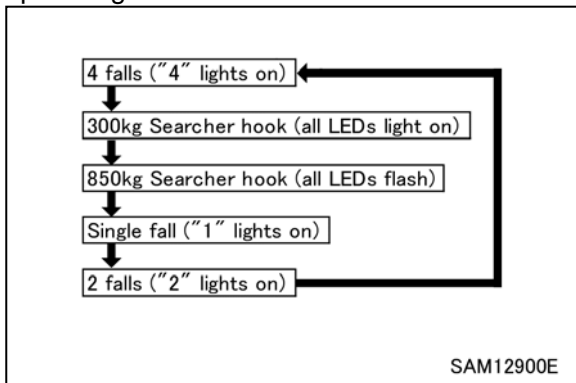 4 falls ("4" lights on)
300kg Searcher hook (all LEDs light on)
850kg Searcher hook (all LEDs flash)
Single fall ("1" lights on)
2 falls ("2" lights on)
SAM12900E